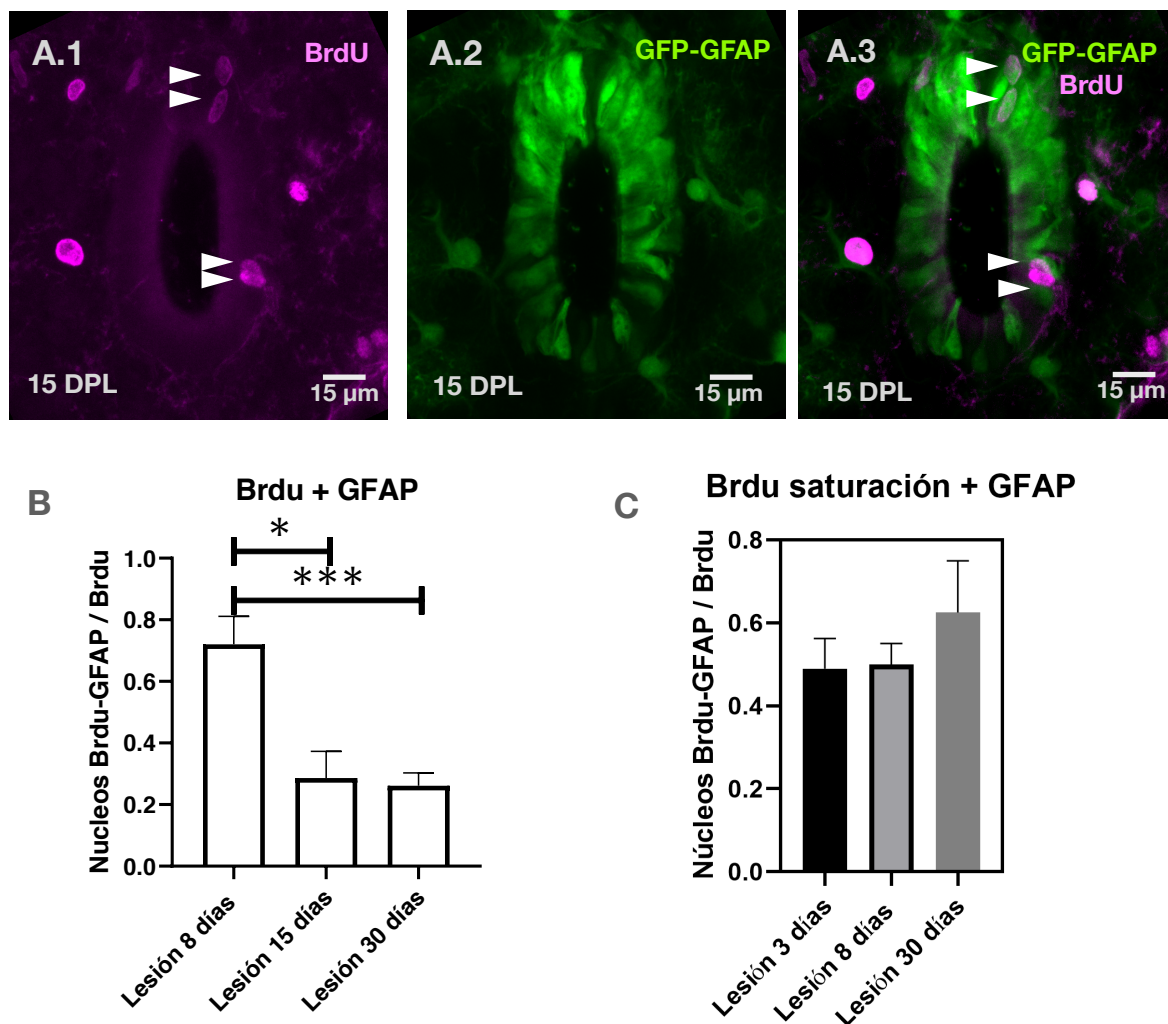 A.1
BrdU
15 DPL
15 µm
A.2
GFP-GFAP
15 DPL
15 µm
A.3
GFP-GFAP
BrdU
15 DPL
15 µm
B
Brdu + GFAP
*
***
Nucleos Brdu-GFAP / Brdu
1.0
0.8
0.6
0.4
0.2
0.0
Lesión 8 días
Lesión 15 días
Lesión 30 días
C
Brdu saturación + GFAP
Núcleos Brdu-GFAP / Brdu
0.8
0.6
0.4
0.2
0.0
Lesión 3 días
Lesión 8 días
Lesión 30 días